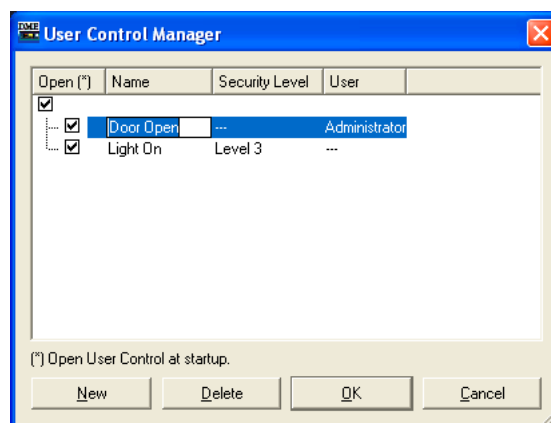 DME
User Control Manager
Open (*) Name Security Level User
Door Open --- Administrator
Light On Level 3 ---
(*) Open User Control at startup.
New Delete OK Cancel